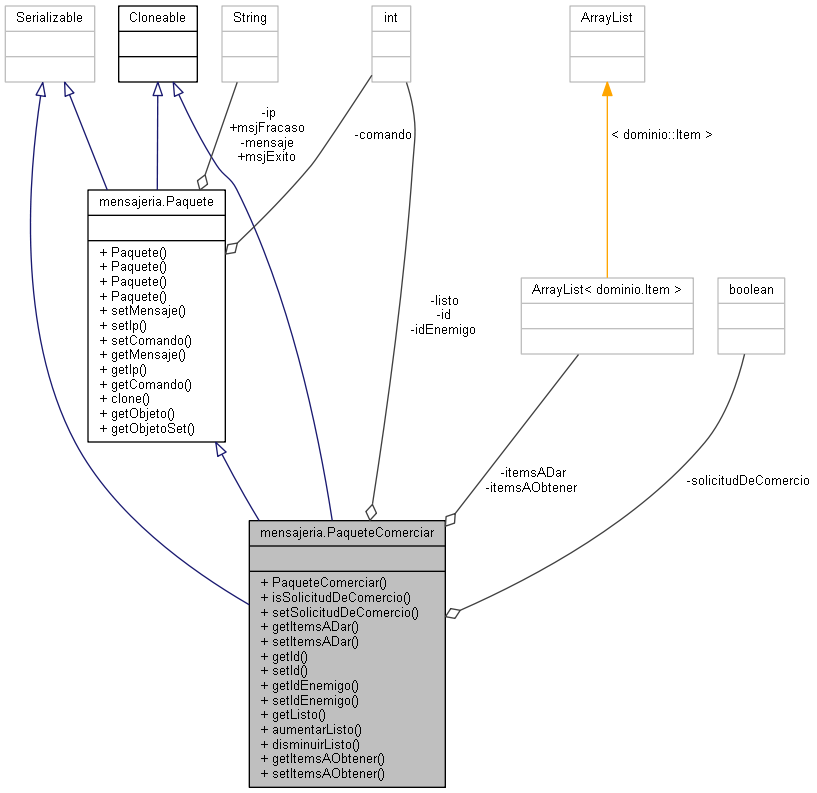 Serializable
Cloneable
String
int
ArrayList
-ip
+msjFracaso
-mensaje
+msjExito
-comando
< dominio::Item >
mensajeria.Paquete
+ Paquete()
+ Paquete()
+ Paquete()
+ Paquete()
+ setMensaje()
+ setIp()
+ setComando()
+ getMensaje()
+ getIp()
+ getComando()
+ clone()
+ getObjeto()
+ getObjetoSet()
-listo
-id
-idEnemigo
ArrayList< dominio.Item >
boolean
-itemsADar
-itemsAObtener
-solicitudDeComercio
mensajeria.PaqueteComerciar
+ PaqueteComerciar()
+ isSolicitudDeComercio()
+ setSolicitudDeComercio()
+ getItemsADar()
+ setItemsADar()
+ getId()
+ setId()
+ getIdEnemigo()
+ setIdEnemigo()
+ getListo()
+ aumentarListo()
+ disminuirListo()
+ getItemsAObtener()
+ setItemsAObtener()